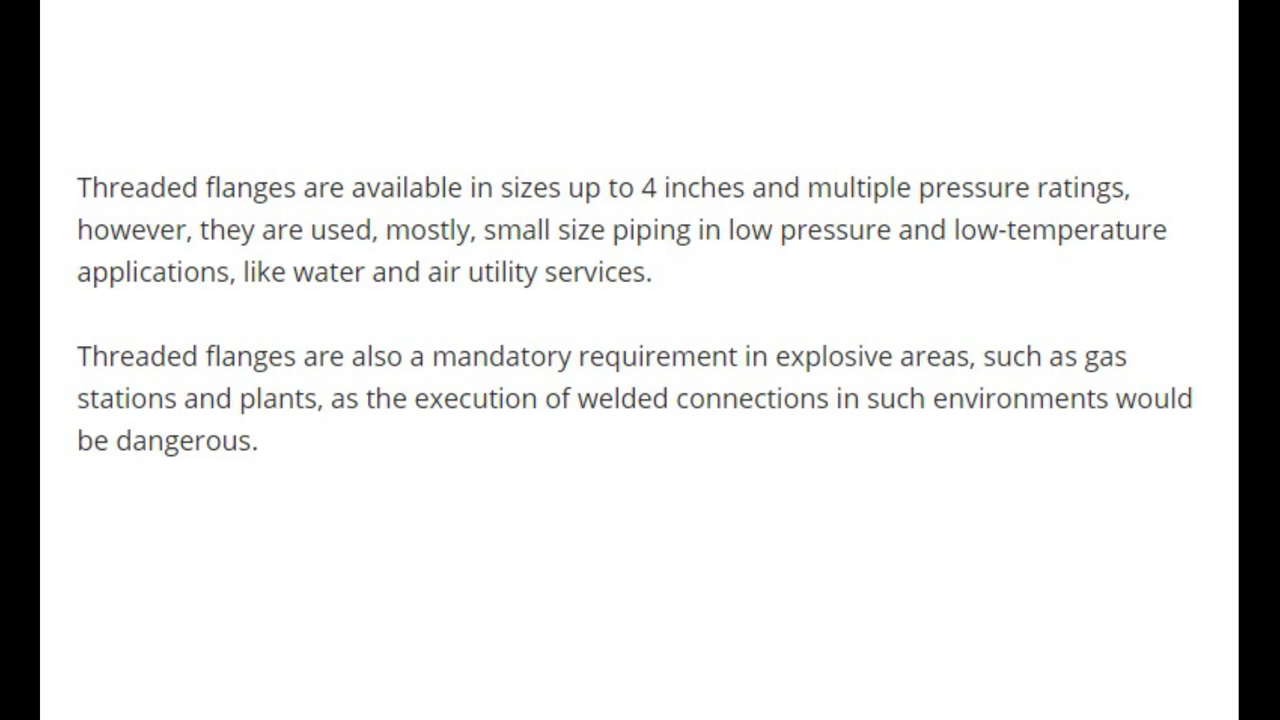 Threaded flanges are available in sizes up to 4 inches and multiple pressure ratings,
however, they are used, mostly, small size piping in low pressure and low-temperature
applications, like water and air utility services.
Threaded flanges are also a mandatory requirement in explosive areas, such as gas
stations and plants, as the execution of welded connections in such environments would
be dangerous.